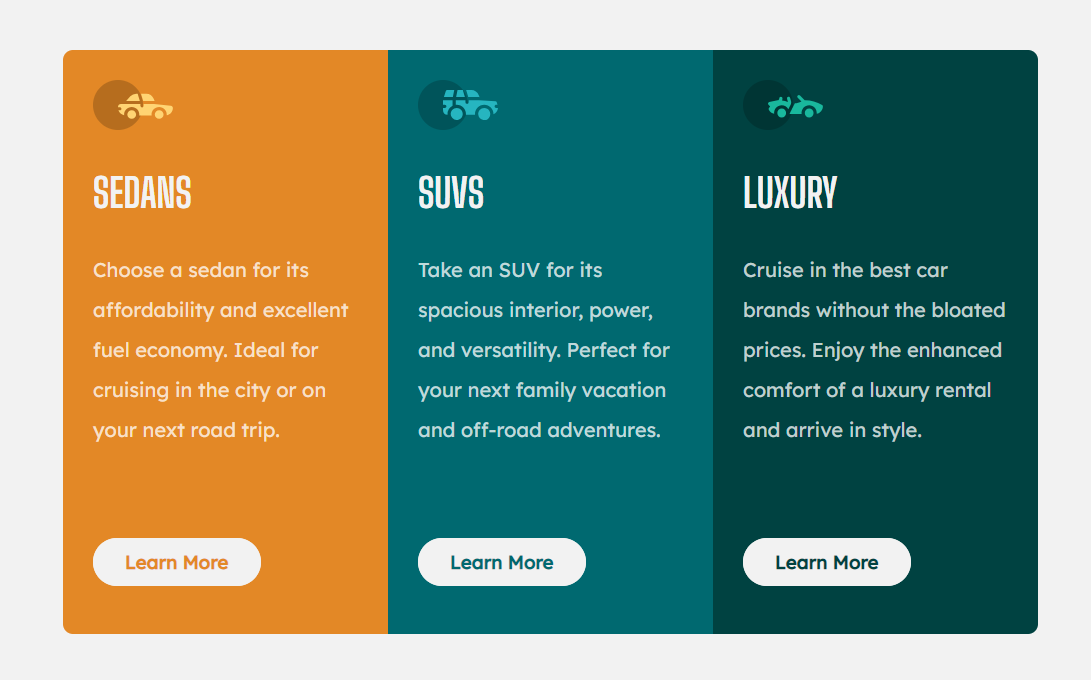 SEDANS
Choose a sedan for its
affordability and excellent
fuel economy. Ideal for
cruising in the city or on
your next road trip.
Learn More
SUVS
Take an SUV for its
spacious interior, power,
and versatility. Perfect for
your next family vacation
and off-road adventures.
Learn More
LUXURY
Cruise in the best car
brands without the bloated
prices. Enjoy the enhanced
comfort of a luxury rental
and arrive in style.
Learn More